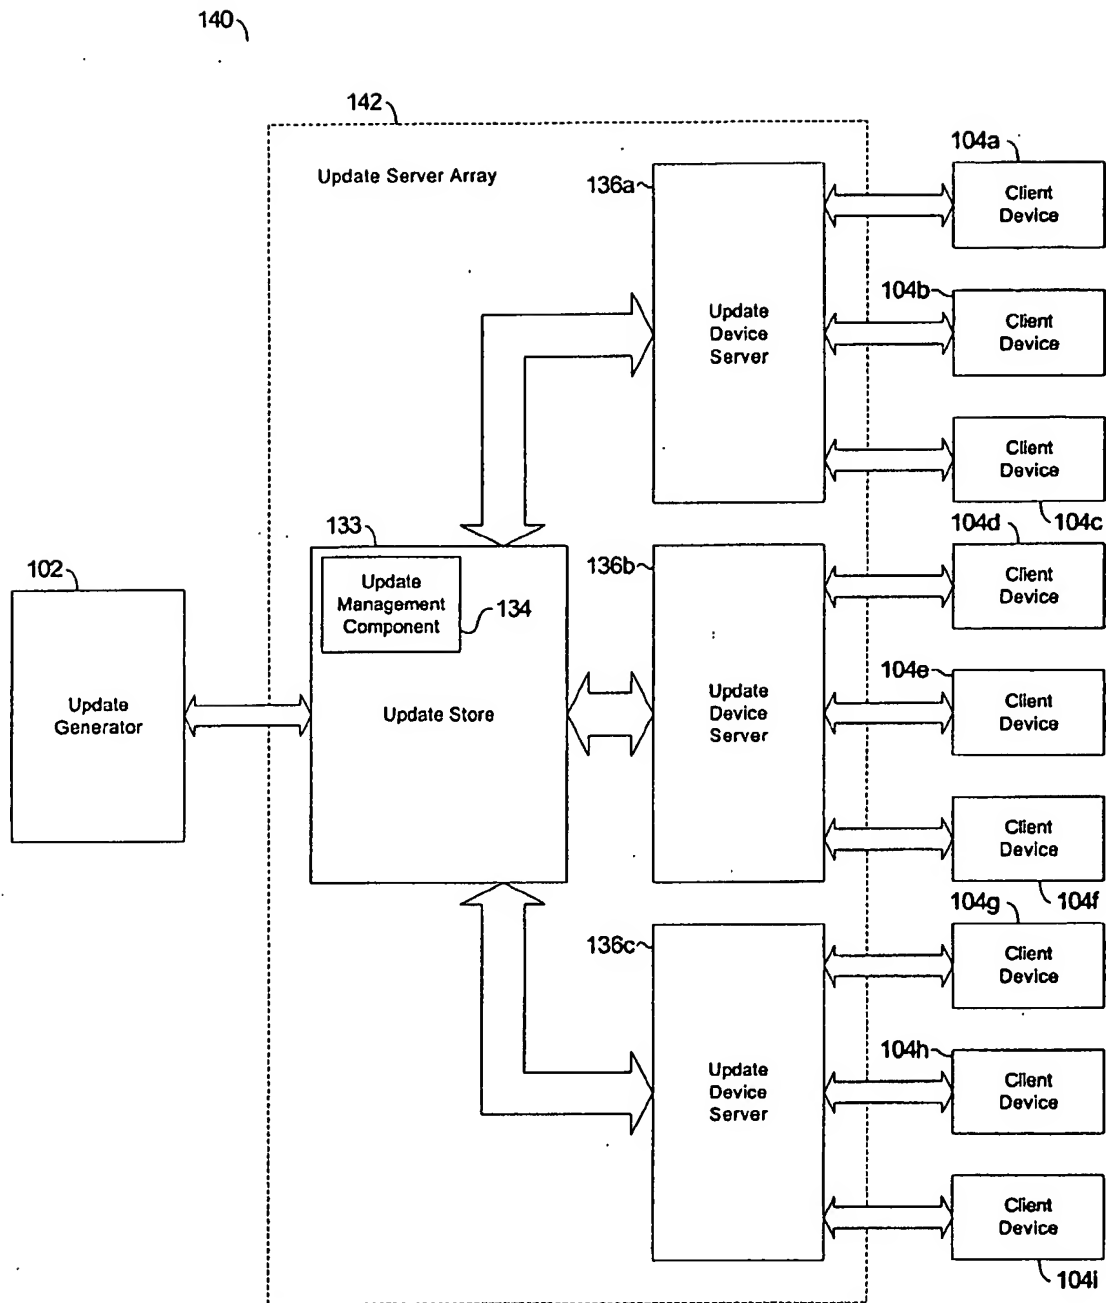 140
142
Update Server Array
136a
104a
Client
Device
104b
Client
Device
Update
Device
Server
Client
Device
104c
133
104d
102
Update
Management
Component
134
136b
Client
Device
104e
Update
Generator
Update Store
Update
Device
Server
Client
Device
Client
Device
104f
104g
136c
Client
Device
104h
Update
Device
Server
Client
Device
Client
Device
104i